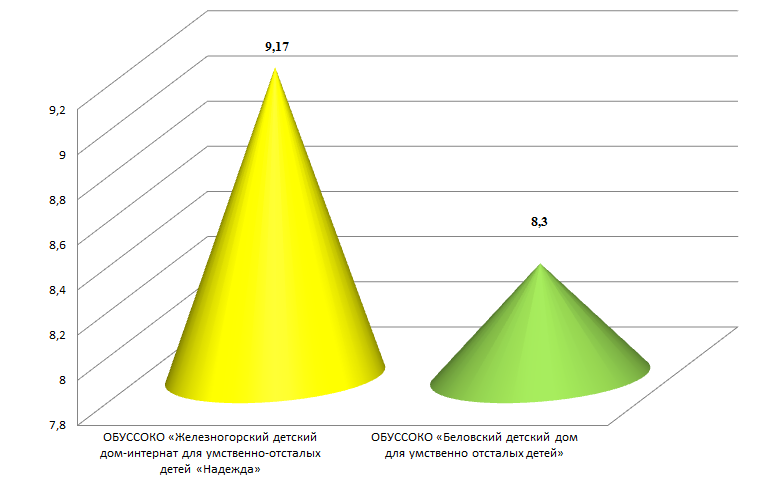 9,17
8,3
9,2
9
8,8
8,6
8,4
8,2
8
7,8
ОБУССОКО «Железногорский детский
дом-интернат для умственно-отсталых
детей «Надежда»
ОБУССОКО «Беловский детский дом
для умственно отсталых детей»